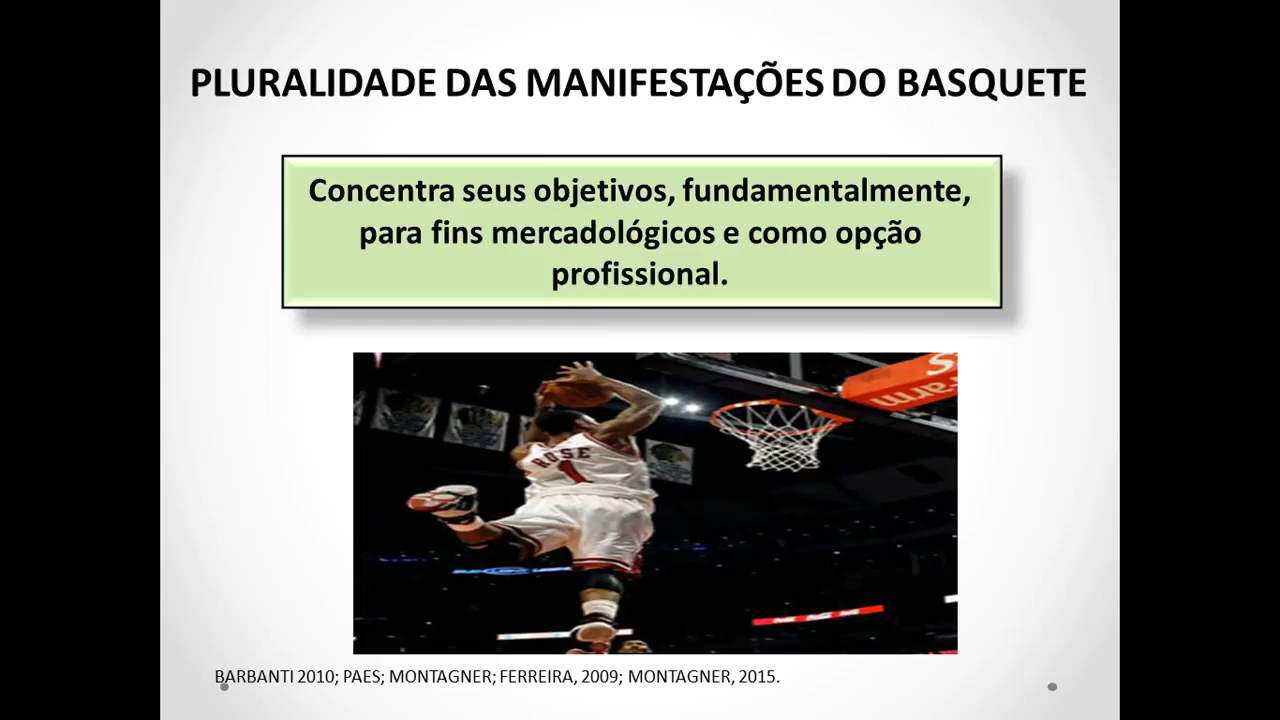 PLURALIDADE DAS MANIFESTAÇÕES DO BASQUETE
Concentra seus objetivos, fundamentalmente,
para fins mercadológicos e como opção
profissional.
ROSE
1
BARBANTI 2010; PAES; MONTAGNER; FERREIRA, 2009; MONTAGNER, 2015.